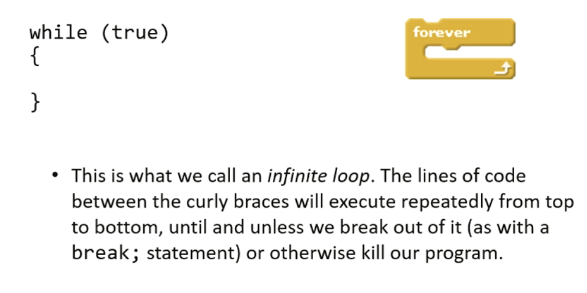 while (true)
{
}
forever
• This is what we call an infinite loop. The lines of code
between the curly braces will execute repeatedly from top
to bottom, until and unless we break out of it (as with a
break; statement) or otherwise kill our program.